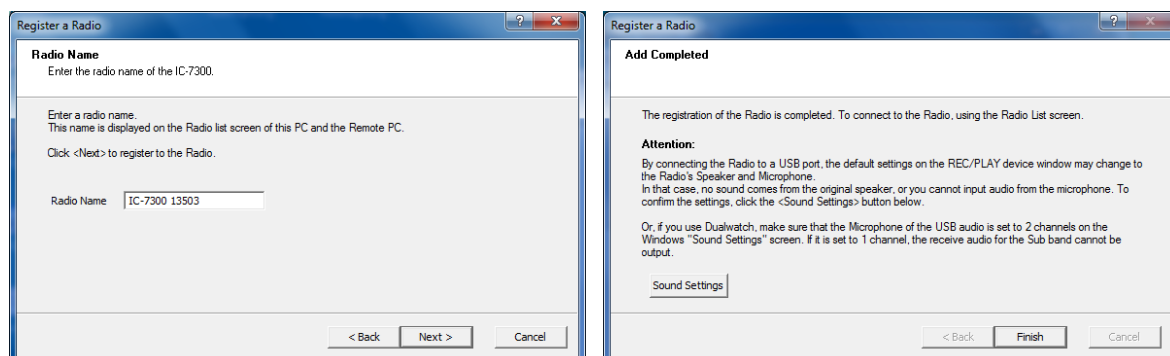 Register a Radio
Radio Name
Enter the radio name of the IC-7300.
Enter a radio name.
This name is displayed on the Radio list screen of this PC and the Remote PC.
Click <Next> to register to the Radio.
Radio Name
IC-7300 13503
< Back
Next >
Cancel
Register a Radio
Add Completed
The registration of the Radio is completed. To connect to the Radio, using the Radio List screen.
Attention:
By connecting the Radio to a USB port, the default settings on the REC/PLAY device window may change to
the Radio's Speaker and Microphone.
In that case, no sound comes from the original speaker, or you cannot input audio from the microphone. To
confirm the settings, click the <Sound Settings> button below.
Or, if you use Dualwatch, make sure that the Microphone of the USB audio is set to 2 channels on the
Windows "Sound Settings" screen. If it is set to 1 channel, the receive audio for the Sub band cannot be
output.
Sound Settings
< Back
Finish
Cancel